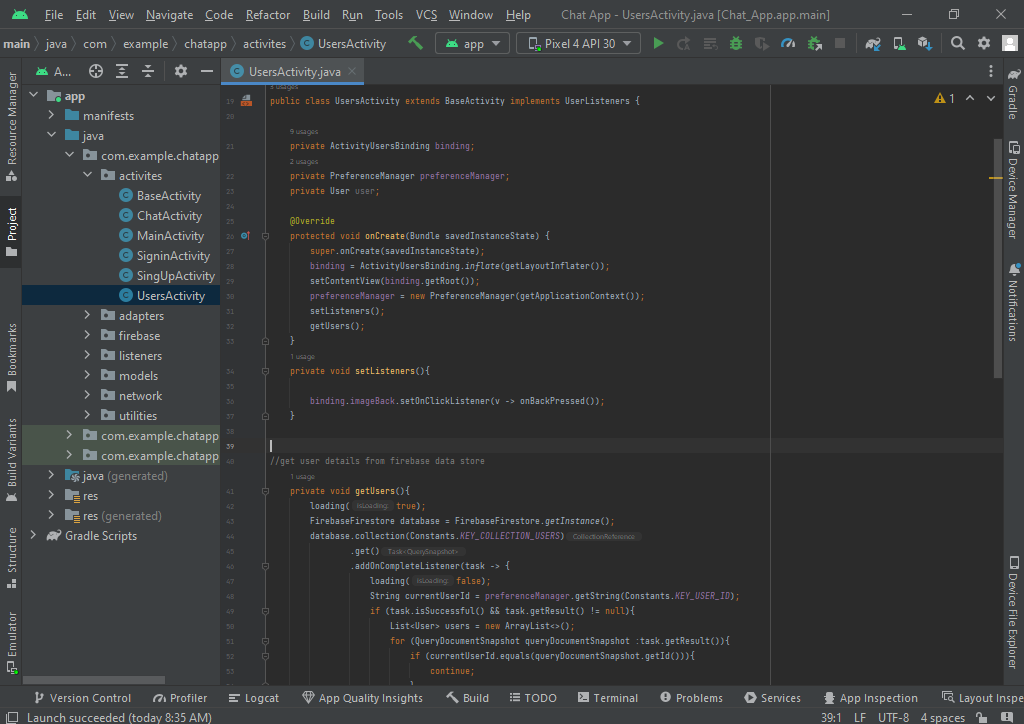 File Edit View Navigate Code Refactor Build Run Tools VCS Window Help Chat App - UsersActivity.java [Chat_App.app.main]
main java com example chatapp activites UsersActivity app Pixel 4 API 30
A... UsersActivity.java
Resource Manager
Project
Bookmarks
Build Variants
Structure
Emulator
app
manifests
java
com.example.chatapp
activites
BaseActivity
ChatActivity
MainActivity
SigninActivity
SingUpActivity
UsersActivity
adapters
firebase
listeners
models
network
utilities
com.example.chatapp
com.example.chatapp
java (generated)
res
res (generated)
Gradle Scripts
19 public class UsersActivity extends BaseActivity implements UserListeners {
1
20
9 usages
21 private ActivityUsersBinding binding;
2 usages
22 private PreferenceManager preferenceManager;
23 private User user;
24
25 @Override
26 protected void onCreate(Bundle savedInstanceState) {
27 super.onCreate(savedInstanceState);
28 binding = ActivityUsersBinding.inflate(getLayoutInflater());
29 setContentView(binding.getRoot());
30 preferenceManager = new PreferenceManager(getApplicationContext());
31 setListeners();
32 getUsers();
33 }
1 usage
34 private void setListeners(){
35
36 binding.imageBack.setOnClickListener(v -> onBackPressed());
37 }
38
39
40 //get user details from firebase data store
1 usage
41 private void getUsers(){
42 loading( isLoading: true);
43 FirebaseFirestore database = FirebaseFirestore.getInstance();
44 database.collection(Constants.KEY_COLLECTION_USERS) CollectionReference
45 .get() Task<QuerySnapshot>
46 .addOnCompleteListener(task -> {
47 loading( isLoading: false);
48 String currentUserId = preferenceManager.getString(Constants.KEY_USER_ID);
49 if (task.isSuccessful() && task.getResult() != null){
50 List<User> users = new ArrayList<>();
51 for (QueryDocumentSnapshot queryDocumentSnapshot :task.getResult()){
52 if (currentUserId.equals(queryDocumentSnapshot.getId())){
53 continue;
Gradle
Device Manager
Notifications
Device File Explorer
Version Control Profiler Logcat App Quality Insights Build TODO Terminal Problems Services App Inspection Layout Inspe
Launch succeeded (today 8:35 AM) 39:1 LF UTF-8 4 spaces